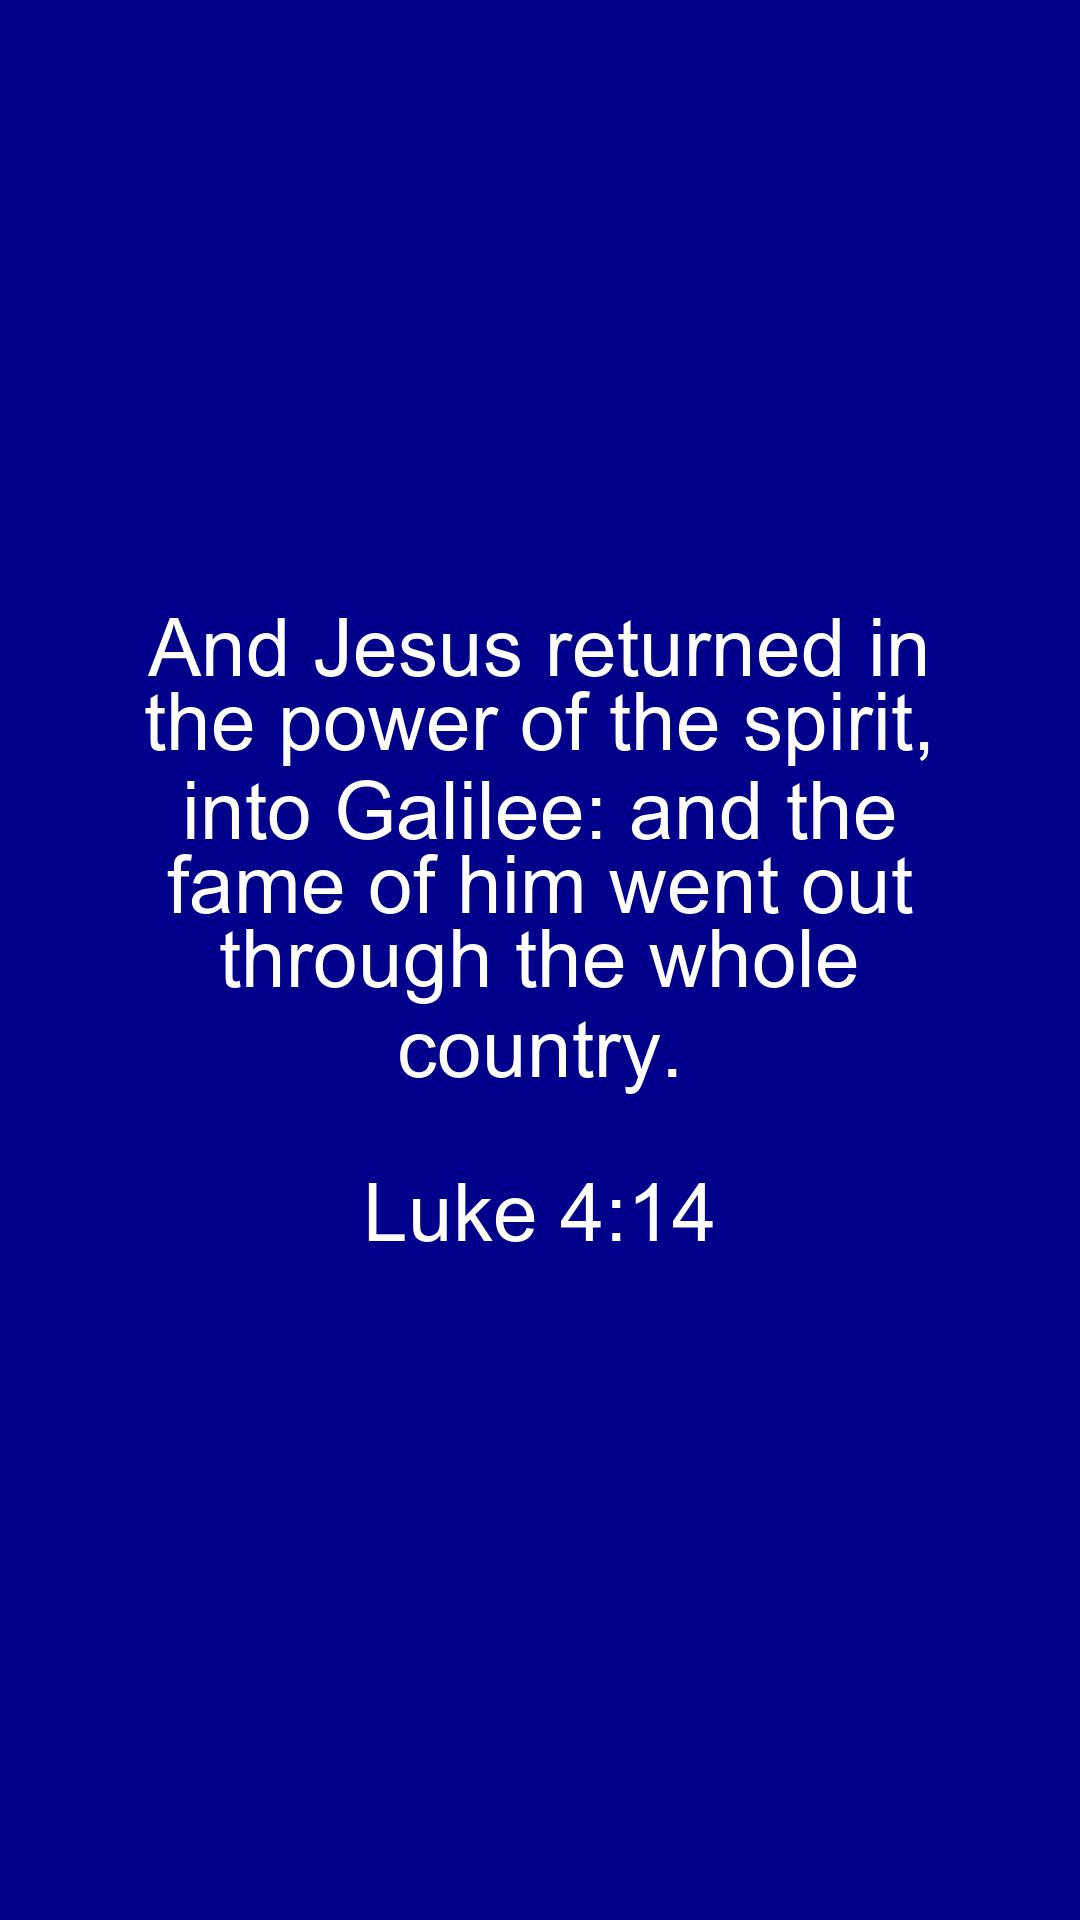 And Jesus returned in
the power of the spirit,
into Galilee: and the
fame of him went out
through the whole
country.
Luke 4:14